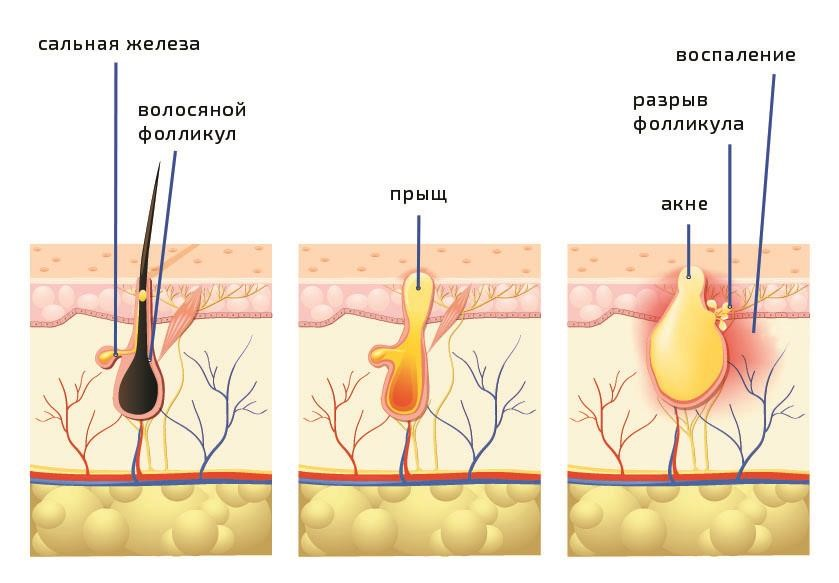 сальная железа
волосяной
фолликул
прыщ
воспаление
разрыв
фолликула
акне